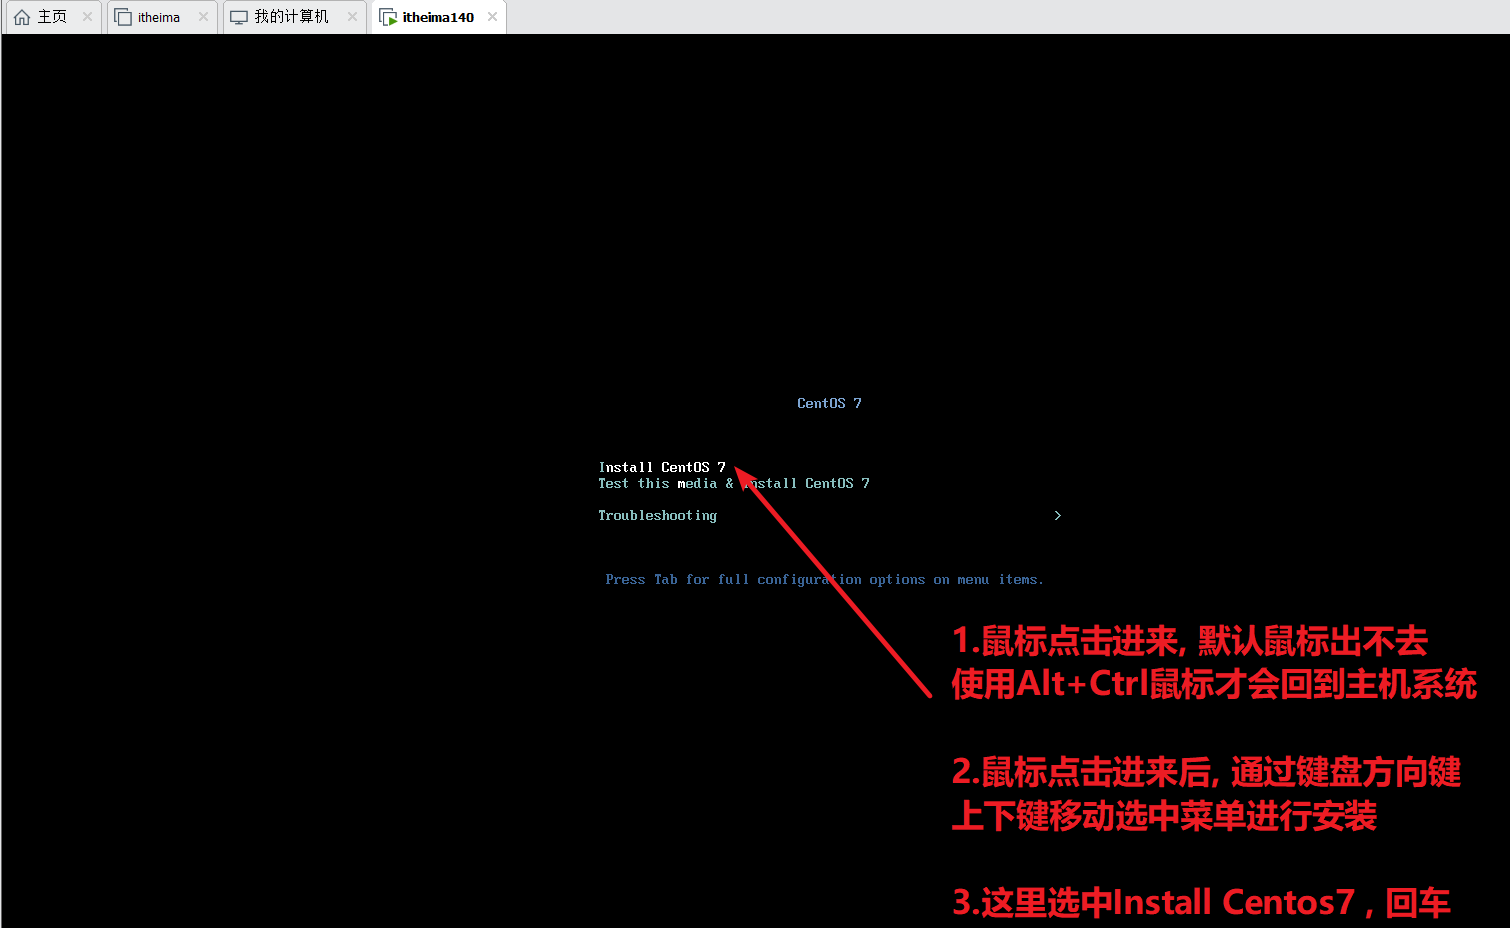 主页
itheima
我的计算机
itheima140
CentOS 7
Install CentOS 7
Test this media & install CentOS 7
Troubleshooting >
Press Tab for full configuration options on menu items.
1.鼠标点击进来, 默认鼠标出不去
使用Alt+Ctrl鼠标才会回到主机系统
2.鼠标点击进来后, 通过键盘方向键
上下键移动选中菜单进行安装
3.这里选中Install Centos7 , 回车